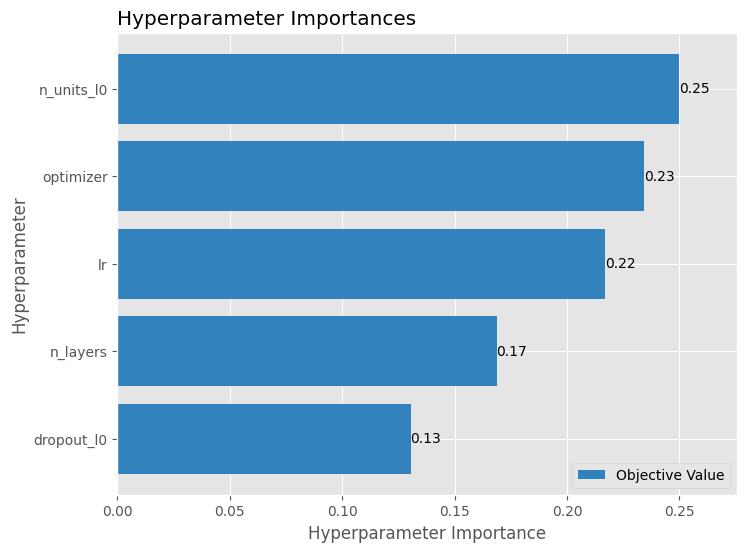 Hyperparameter Importances
Hyperparameter
n_units_l0
0.25
optimizer
0.23
lr
0.22
n_layers
0.17
dropout_l0
0.13
Objective Value
0.00 0.05 0.10 0.15 0.20 0.25
Hyperparameter Importance